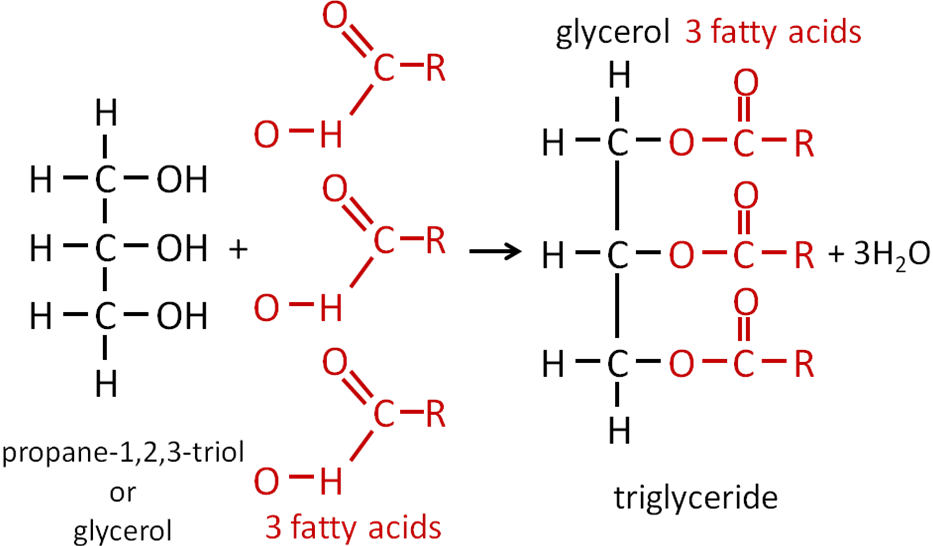 H
H–C–OH
H–C–OH
H–C–OH
H
propane-1,2,3-triol
or
glycerol
+
O
C–R
O–H
O
C–R
O–H
O
C–R
O–H
3 fatty acids
→
glycerol 3 fatty acids
H
O
H–C–O–C–R
O
H–C–O–C–R + 3H₂O
O
H–C–O–C–R
H
triglyceride